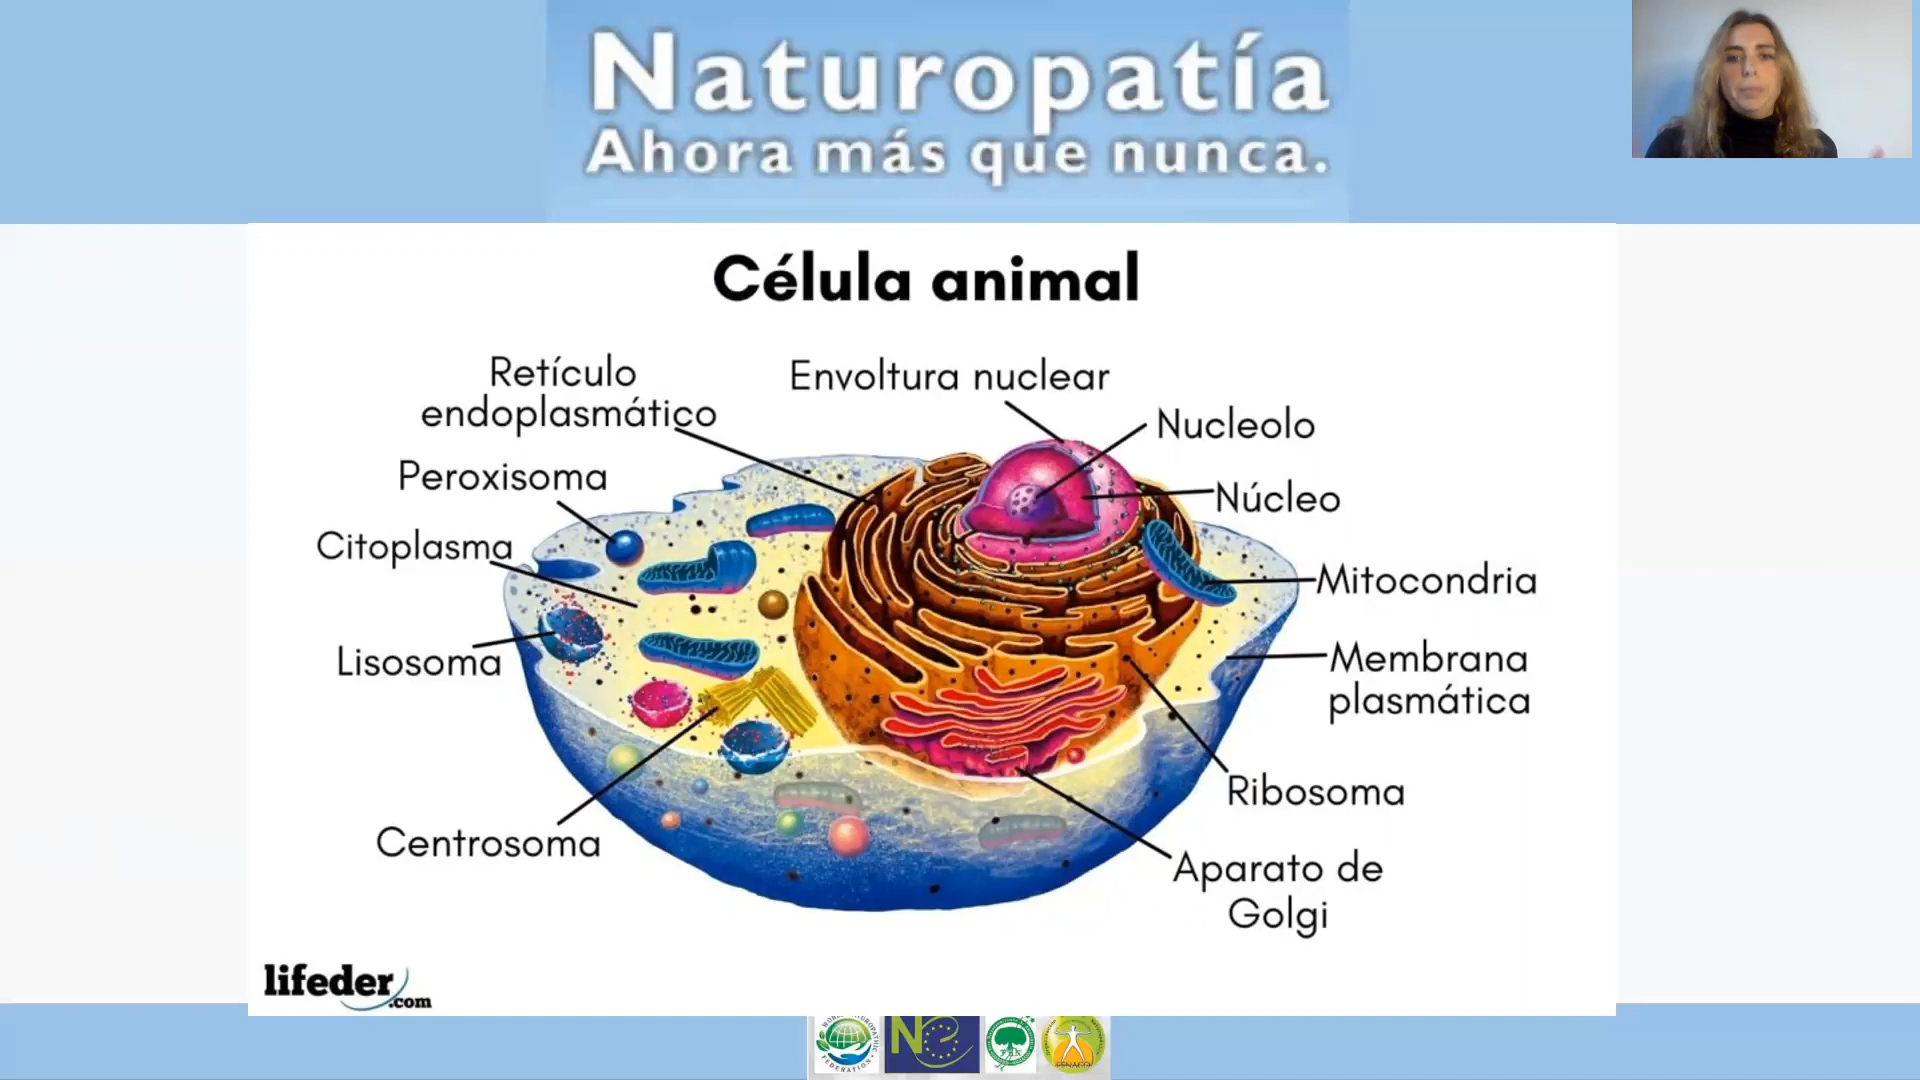 Naturopatía
Ahora más que nunca.
Célula animal
Retículo
endoplasmático
Envoltura nuclear
Nucleolo
Peroxisoma
Núcleo
Citoplasma
Mitocondria
Lisosoma
Membrana
plasmática
Ribosoma
Centrosoma
Aparato de
Golgi
lifeder
.com
FEDERATION